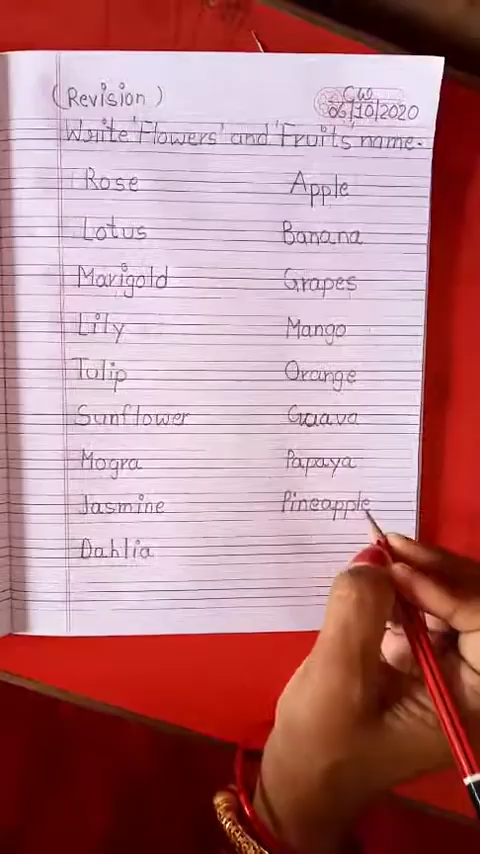 (Revision) CW
06/10/2020
Write 'Flowers' and 'Fruits' name-
Rose Apple
Lotus Banana
Marigold Grapes
Lily Mango
Tulip Orange
Sunflower Guava
Mogra Papaya
Jasmine Pineapple
Dahlia